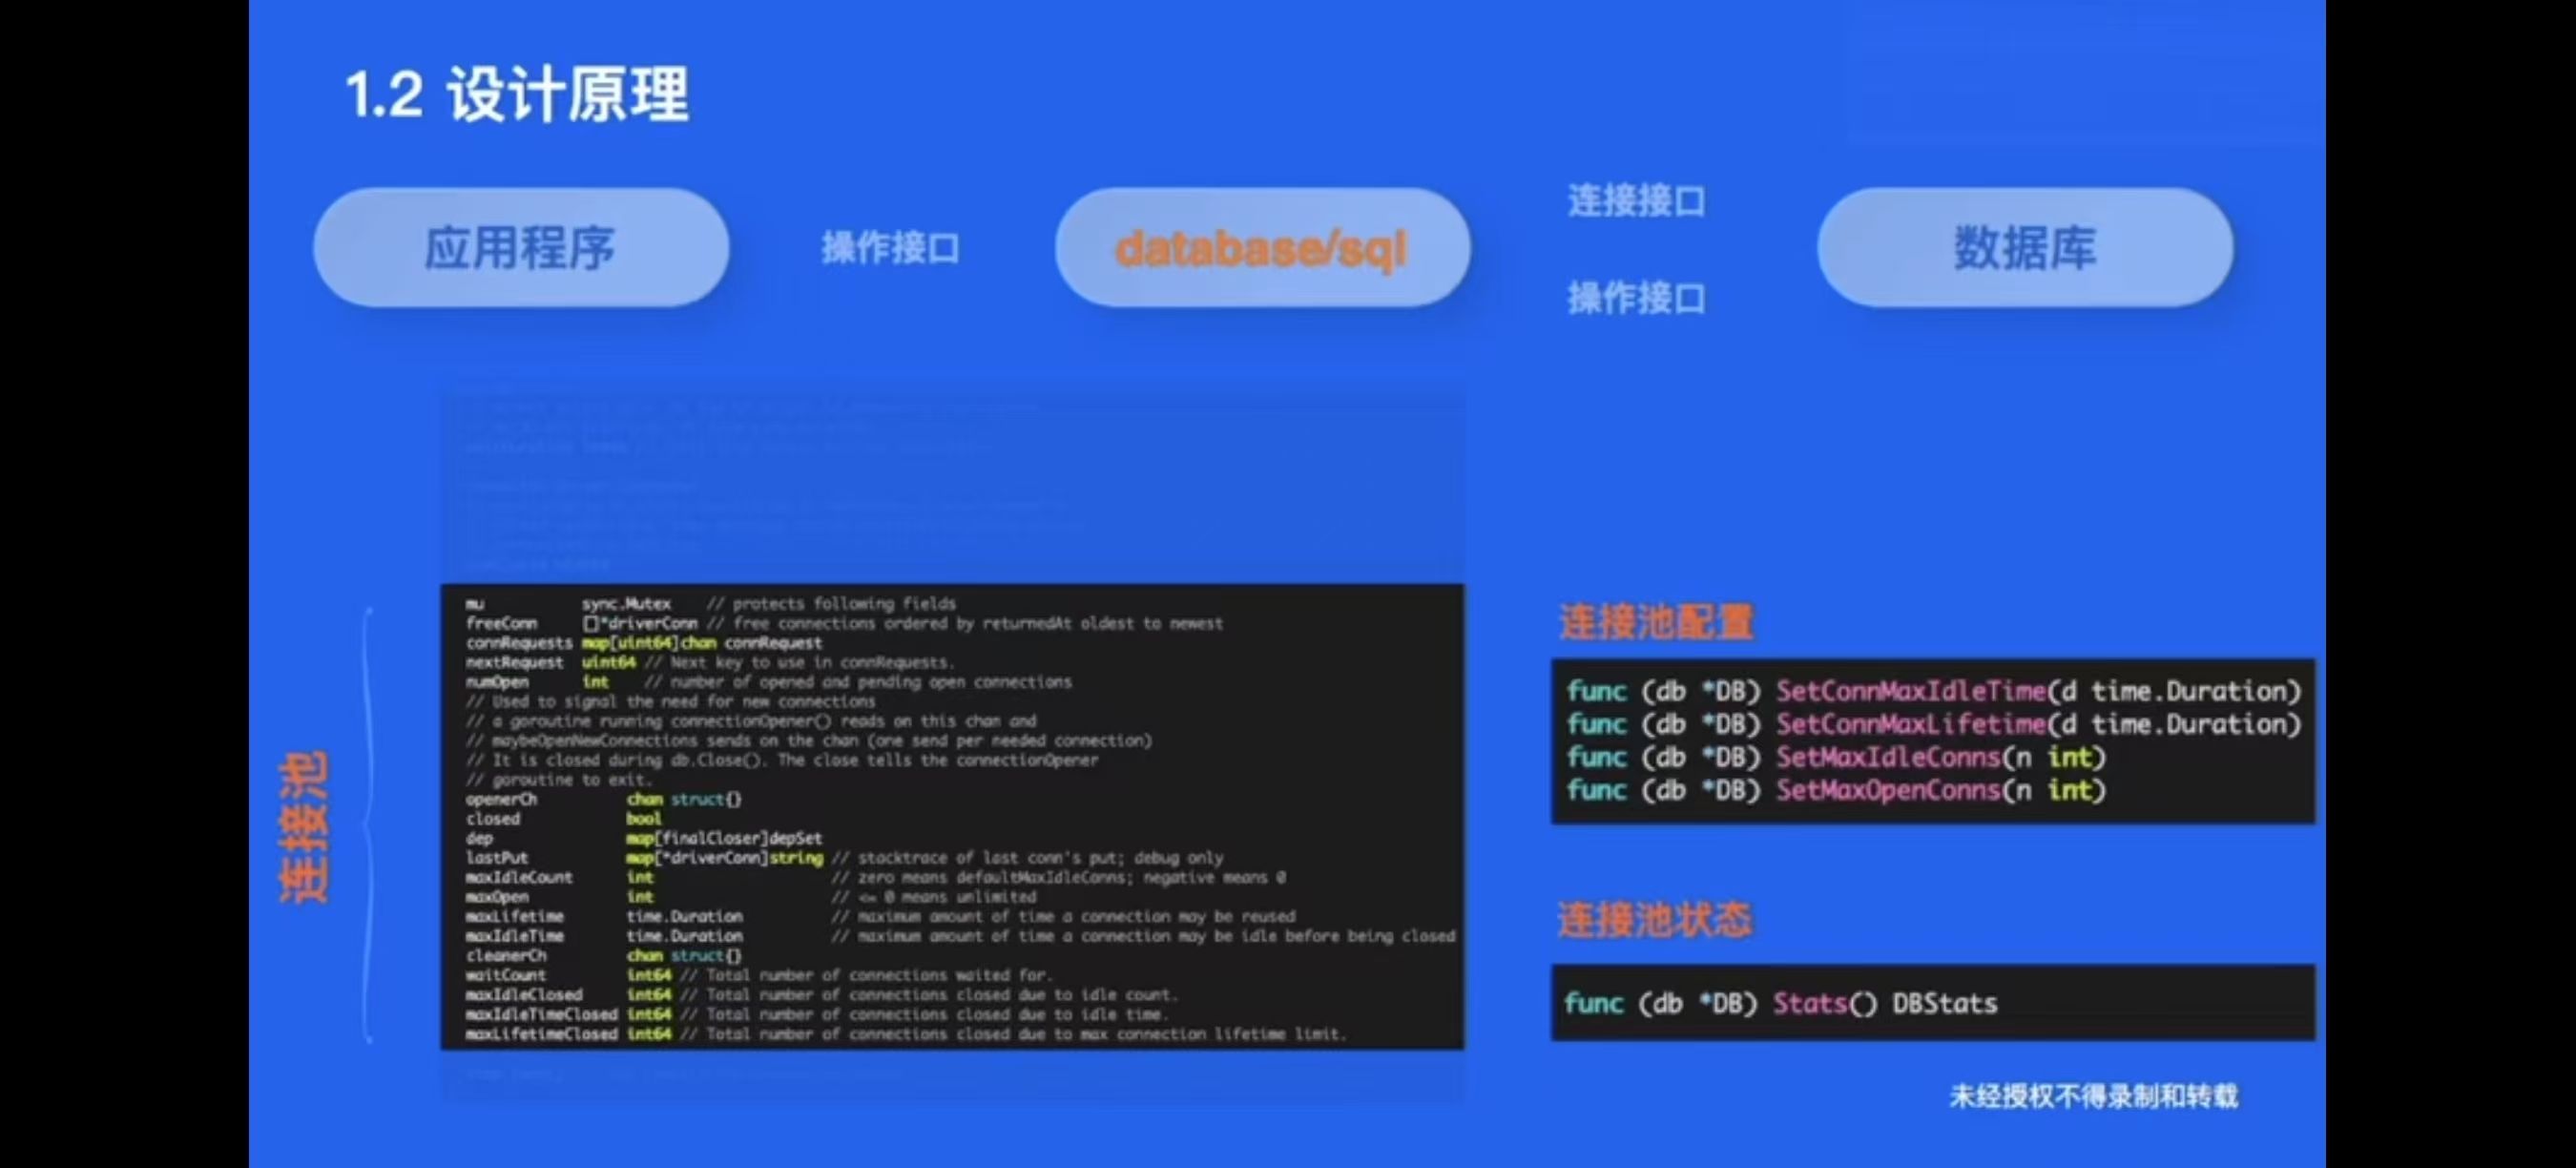 1.2 设计原理
应用程序
操作接口
database/sql
连接接口
操作接口
数据库
连接池
mu sync.Mutex // protects following fields
freeConn []*driverConn // free connections ordered by returnedAt oldest to newest
connRequests map[uint64]chan connRequest
nextRequest uint64 // Next key to use in connRequests.
numOpen int // number of opened and pending open connections
// Used to signal the need for new connections
// a goroutine running connectionOpener() reads on this chan and
// maybeOpenNewConnections sends on the chan (one send per needed connection)
// It is closed during db.Close(). The close tells the connectionOpener
// goroutine to exit.
openerCh chan struct{}
closed bool
dep map[finalCloser]depSet
lastPut map[*driverConn]string // stacktrace of last conn's put; debug only
maxIdleCount int // zero means defaultMaxIdleConns; negative means 0
maxOpen int // <= 0 means unlimited
maxLifetime time.Duration // maximum amount of time a connection may be reused
maxIdleTime time.Duration // maximum amount of time a connection may be idle before being closed
cleanerCh chan struct{}
waitCount int64 // Total number of connections waited for.
maxIdleClosed int64 // Total number of connections closed due to idle count.
maxIdleTimeClosed int64 // Total number of connections closed due to idle time.
maxLifetimeClosed int64 // Total number of connections closed due to max connection lifetime limit.
连接池配置
func (db *DB) SetConnMaxIdleTime(d time.Duration)
func (db *DB) SetConnMaxLifetime(d time.Duration)
func (db *DB) SetMaxIdleConns(n int)
func (db *DB) SetMaxOpenConns(n int)
连接池状态
func (db *DB) Stats() DBStats
未经授权不得录制和转载